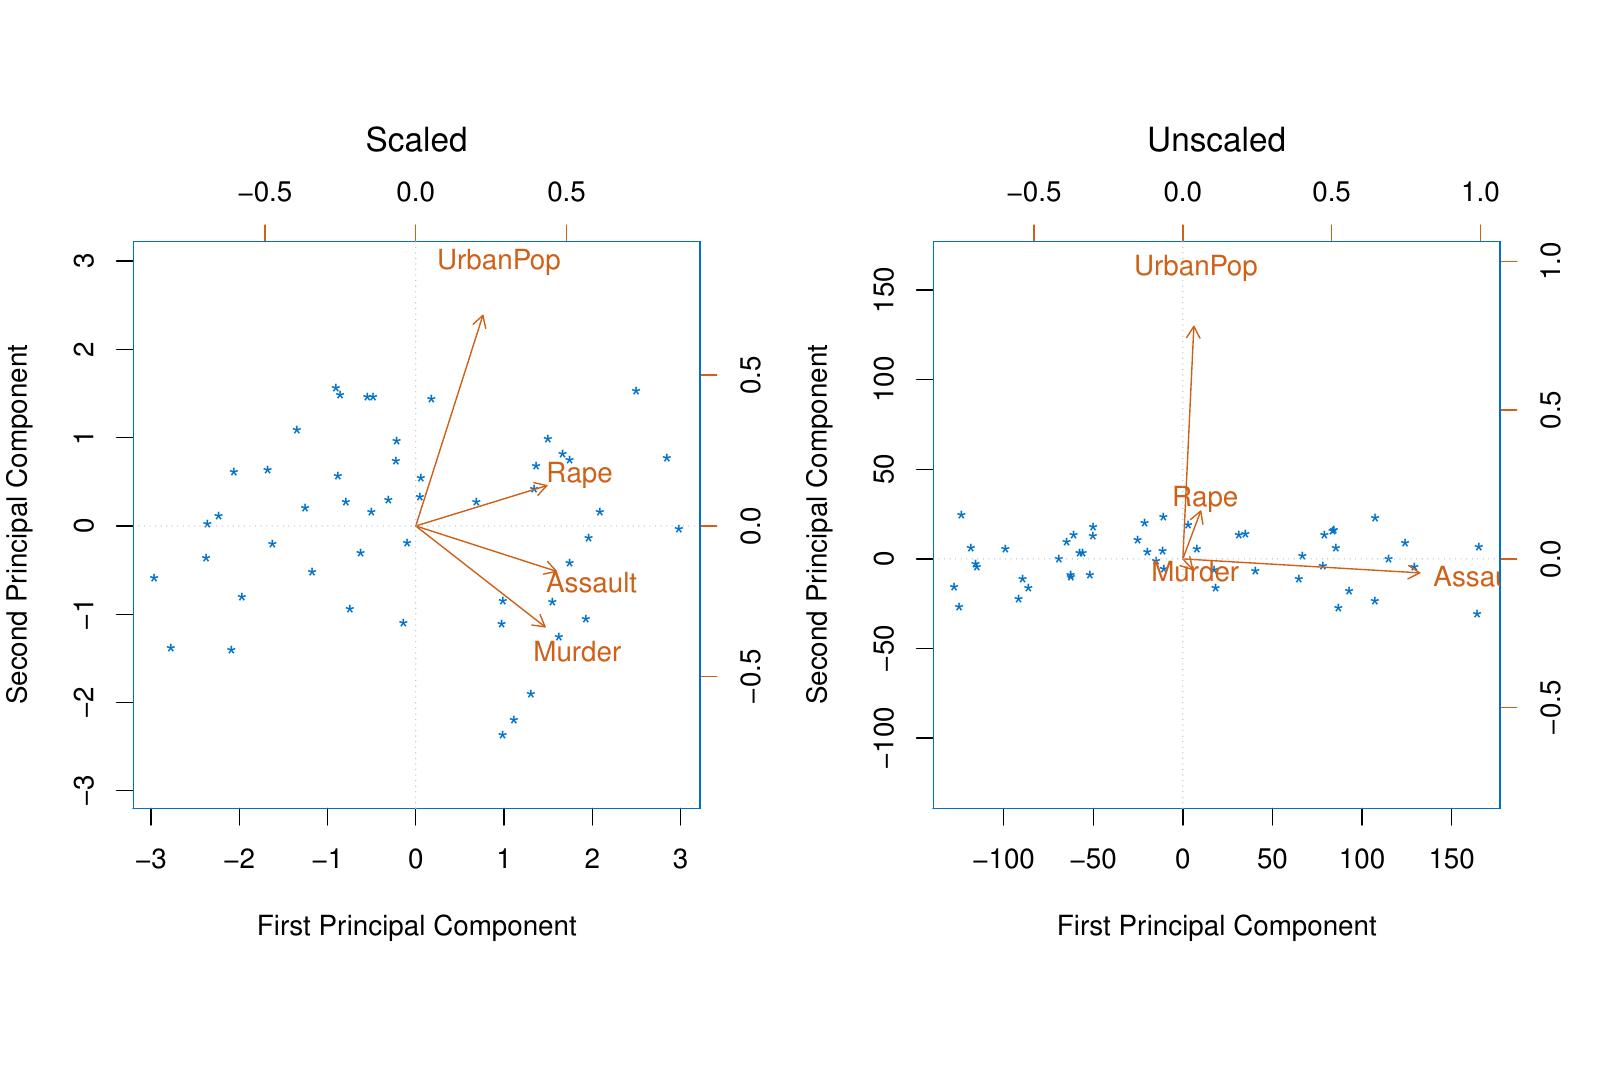 Scaled
−0.5 0.0 0.5
UrbanPop
Rape
Assault
Murder
3
2
1
0
−1
−2
−3
Second Principal Component
0.5
0.0
−0.5
−3 −2 −1 0 1 2 3
First Principal Component
Unscaled
−0.5 0.0 0.5 1.0
UrbanPop
Rape
Murder
Assau
150
100
50
0
−50
−100
Second Principal Component
1.0
0.5
0.0
−0.5
−100 −50 0 50 100 150
First Principal Component